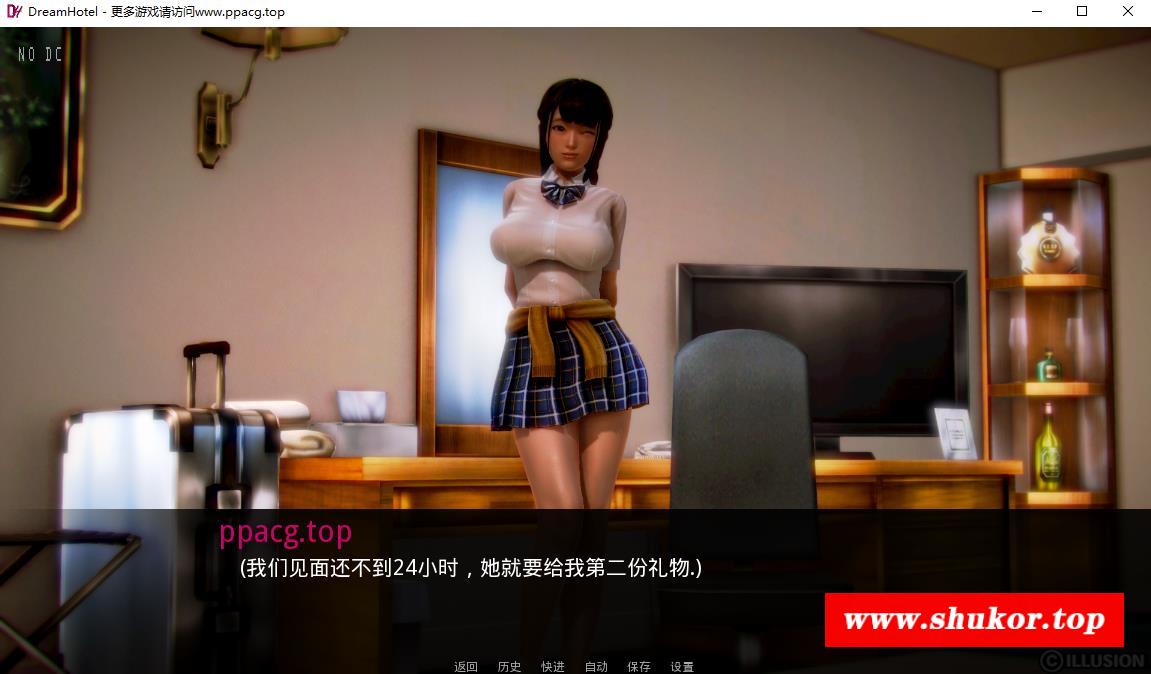 DreamHotel - 更多游戏请访问www.ppacg.top
NO DC
ppacg.top
(我们见面还不到24小时，她就要给我第二份礼物.)
www.shukor.top
返回 历史 快进 自动 保存 设置
©ILLUSION